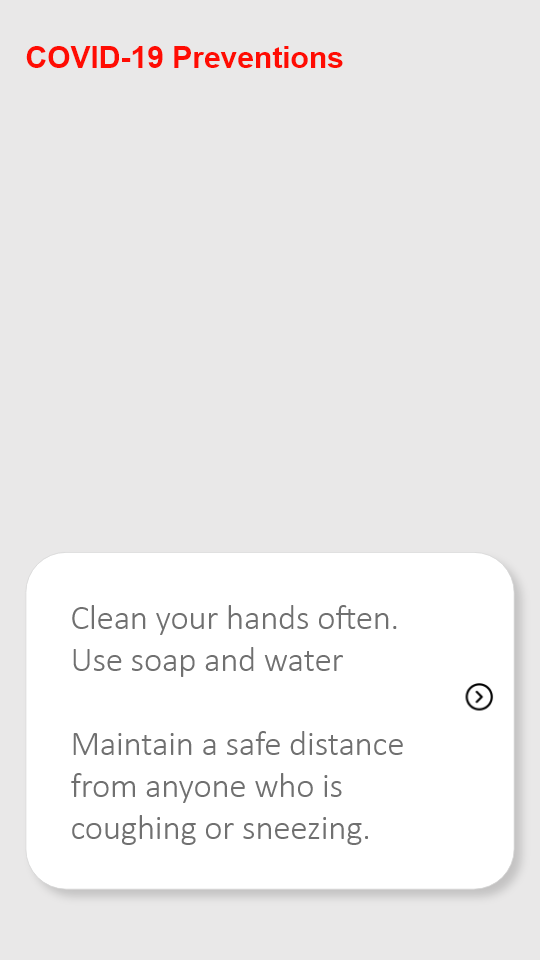 COVID-19 Preventions
Clean your hands often.
Use soap and water
Maintain a safe distance
from anyone who is
coughing or sneezing.